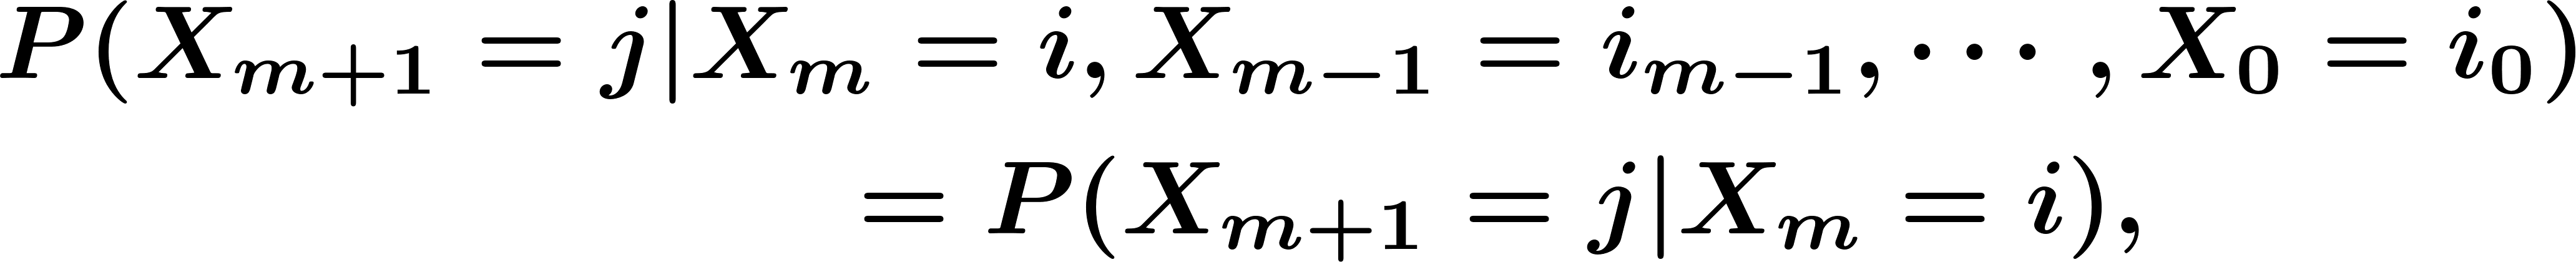 P(X_{m+1} = j|X_m = i, X_{m−1} = i_{m−1}, ⋯ , X_0 = i_0)
= P(X_{m+1} = j|X_m = i),